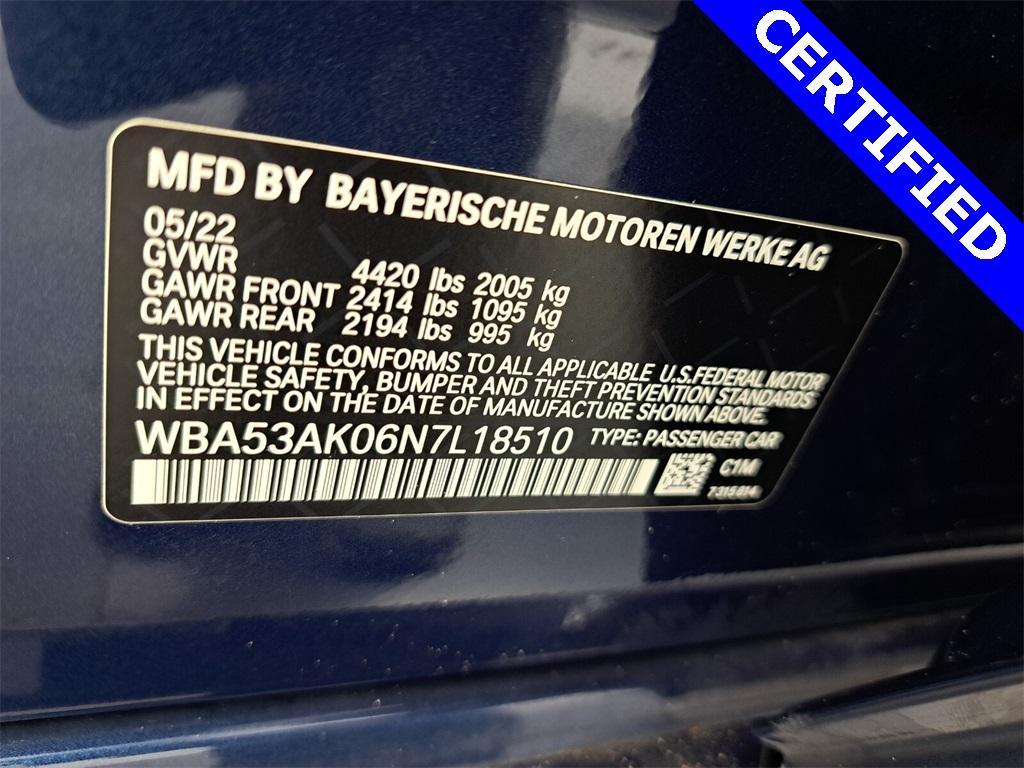 CERTIFIED
MFD BY BAYERISCHE MOTOREN WERKE AG
05/22
GVWR 4420 lbs 2005 kg
GAWR FRONT 2414 lbs 1095 kg
GAWR REAR 2194 lbs 995 kg
THIS VEHICLE CONFORMS TO ALL APPLICABLE U.S. FEDERAL MOTOR
VEHICLE SAFETY, BUMPER AND THEFT PREVENTION STANDARDS
IN EFFECT ON THE DATE OF MANUFACTURE SHOWN ABOVE.
WBA53AK06N7L18510 TYPE: PASSENGER CAR
C1M
7315814